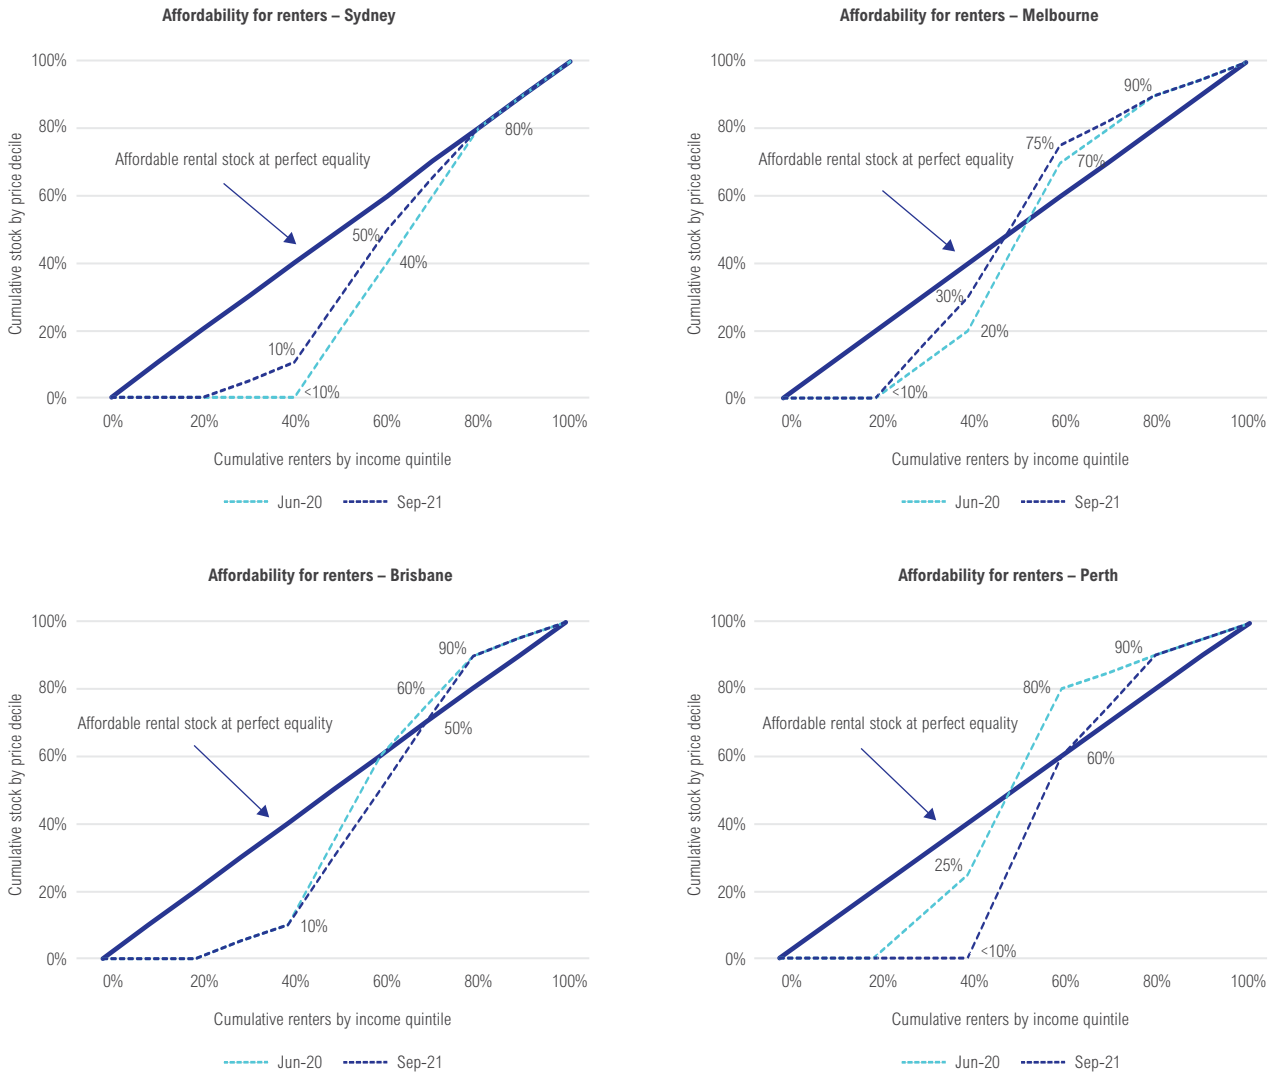 Affordability for renters – Sydney
Cumulative stock by price decile
100%
80%
60%
40%
20%
0%
Affordable rental stock at perfect equality
80%
50%
40%
10%
<10%
0% 20% 40% 60% 80% 100%
Cumulative renters by income quintile
Jun-20 Sep-21
Affordability for renters – Melbourne
Cumulative stock by price decile
100%
80%
60%
40%
20%
0%
Affordable rental stock at perfect equality
90%
75%
70%
30%
20%
<10%
0% 20% 40% 60% 80% 100%
Cumulative renters by income quintile
Jun-20 Sep-21
Affordability for renters – Brisbane
Cumulative stock by price decile
100%
80%
60%
40%
20%
0%
Affordable rental stock at perfect equality
90%
60%
50%
10%
0% 20% 40% 60% 80% 100%
Cumulative renters by income quintile
Jun-20 Sep-21
Affordability for renters – Perth
Cumulative stock by price decile
100%
80%
60%
40%
20%
0%
Affordable rental stock at perfect equality
90%
80%
60%
25%
<10%
0% 20% 40% 60% 80% 100%
Cumulative renters by income quintile
Jun-20 Sep-21